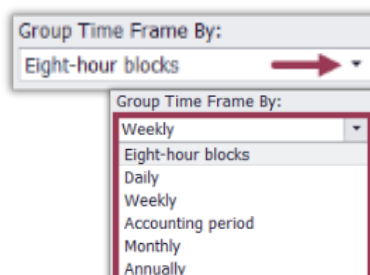 Group Time Frame By:
Eight-hour blocks
Group Time Frame By:
Weekly
Eight-hour blocks
Daily
Weekly
Accounting period
Monthly
Annually